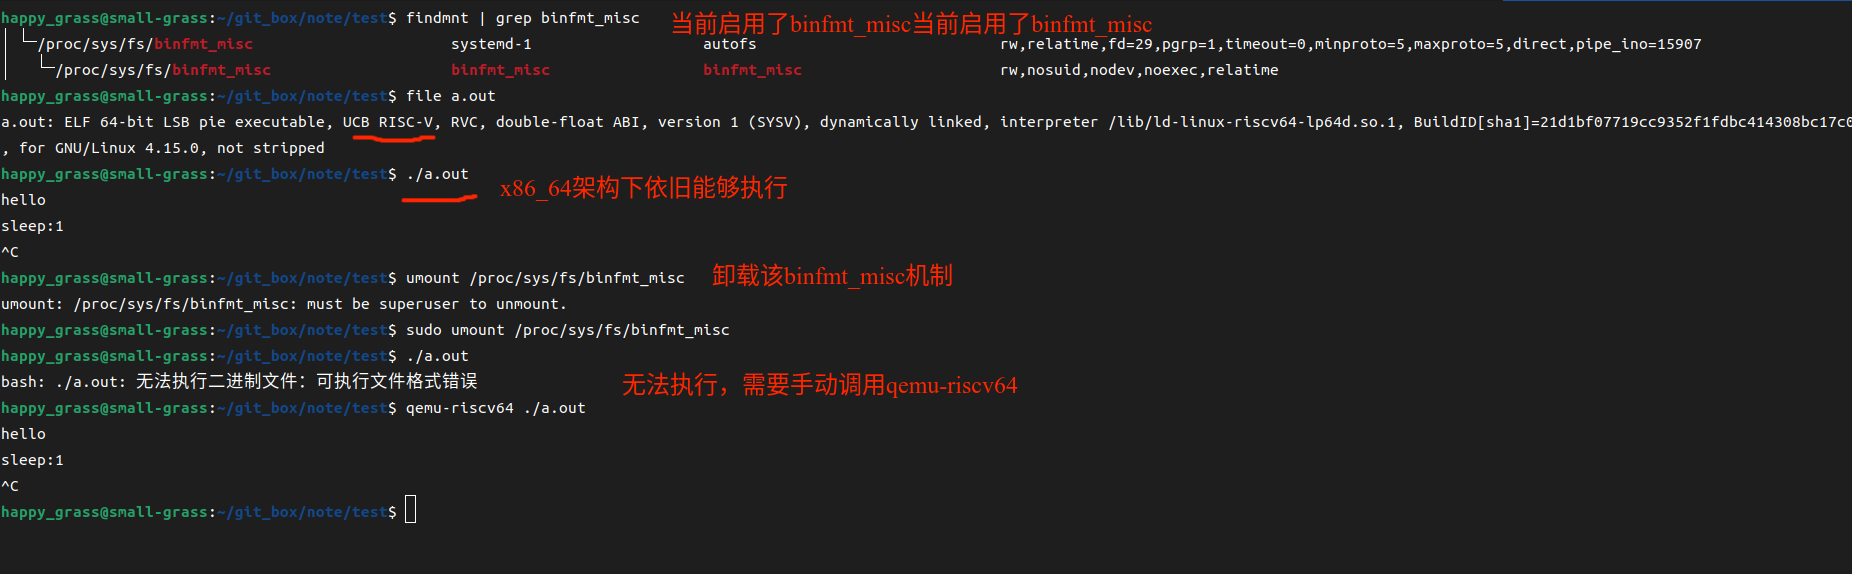 happy_grass@small-grass:~/git_box/note/test$ findmnt | grep binfmt_misc 当前启用了binfmt_misc当前启用了binfmt_misc
/proc/sys/fs/binfmt_misc systemd-1 autofs rw,relatime,fd=29,pgrp=1,timeout=0,minproto=5,maxproto=5,direct,pipe_ino=15907
/proc/sys/fs/binfmt_misc binfmt_misc binfmt_misc rw,nosuid,nodev,noexec,relatime
happy_grass@small-grass:~/git_box/note/test$ file a.out
a.out: ELF 64-bit LSB pie executable, UCB RISC-V, RVC, double-float ABI, version 1 (SYSV), dynamically linked, interpreter /lib/ld-linux-riscv64-lp64d.so.1, BuildID[sha1]=21d1bf07719cc9352f1fdbc414308bc17c0
, for GNU/Linux 4.15.0, not stripped
happy_grass@small-grass:~/git_box/note/test$ ./a.out x86_64架构下依旧能够执行
hello
sleep:1
^C
happy_grass@small-grass:~/git_box/note/test$ umount /proc/sys/fs/binfmt_misc 卸载该binfmt_misc机制
umount: /proc/sys/fs/binfmt_misc: must be superuser to unmount.
happy_grass@small-grass:~/git_box/note/test$ sudo umount /proc/sys/fs/binfmt_misc
happy_grass@small-grass:~/git_box/note/test$ ./a.out
bash: ./a.out: 无法执行二进制文件：可执行文件格式错误 无法执行，需要手动调用qemu-riscv64
happy_grass@small-grass:~/git_box/note/test$ qemu-riscv64 ./a.out
hello
sleep:1
^C
happy_grass@small-grass:~/git_box/note/test$